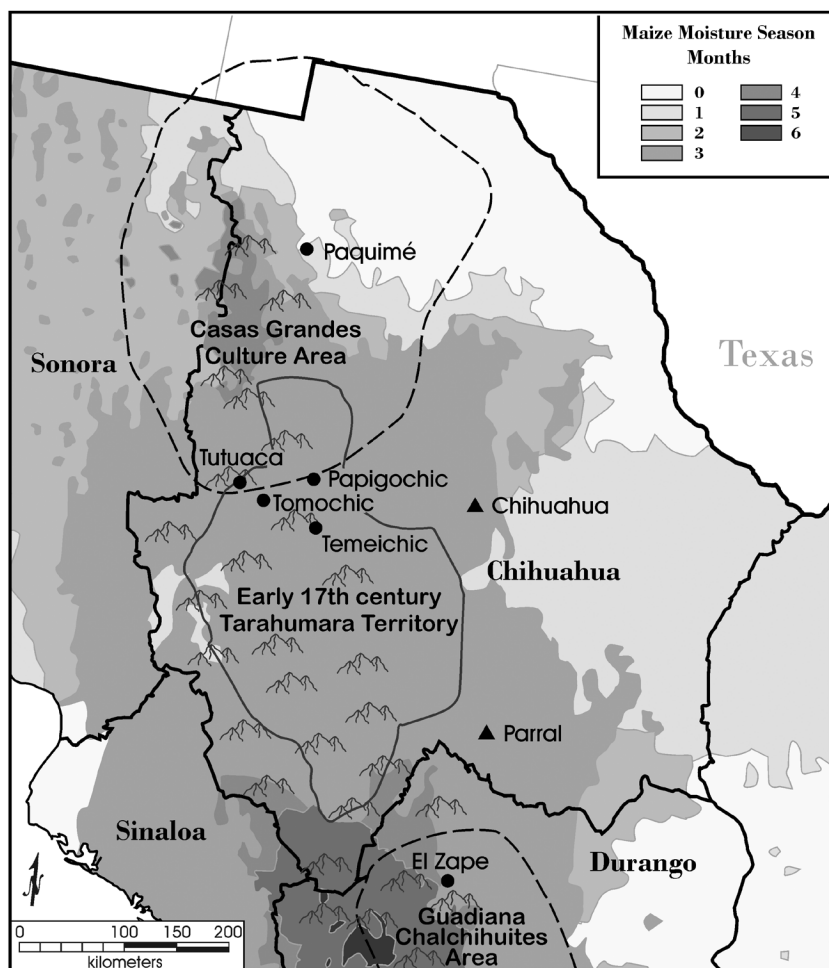 Maize Moisture Season
Months
0 4
1 5
2 6
3
Paquimé
Casas Grandes
Culture Area
Sonora
Texas
Tutuaca
Papigochic
Tomochic
Chihuahua
Temeichic
Chihuahua
Early 17th century
Tarahumara Territory
Parral
Sinaloa
El Zape
Durango
Guadiana
Chalchihuites
Area
N
0 100 150 200
kilometers